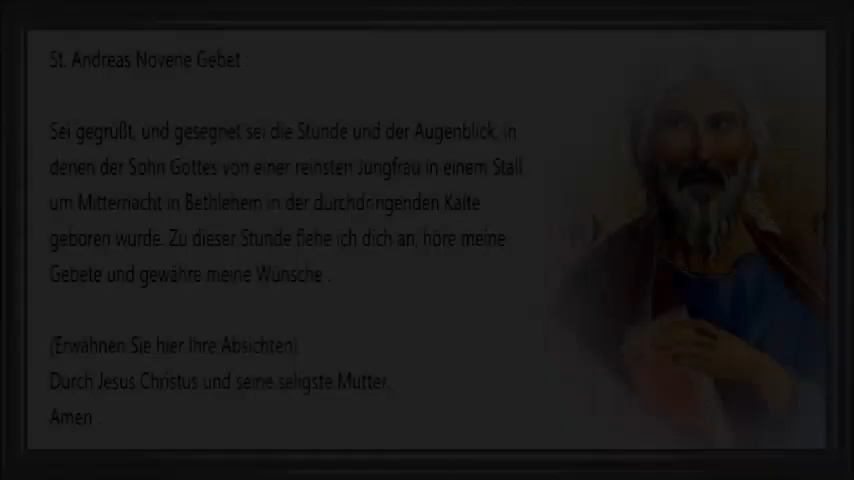 St. Andreas Novene Gebet :
Sei gegrüßt, und gesegnet sei die Stunde und der Augenblick, in
denen der Sohn Gottes von einer reinsten Jungfrau in einem Stall
um Mitternacht in Bethlehem in der durchdringenden Kälte
geboren wurde. Zu dieser Stunde flehe ich dich an, höre meine
Gebete und gewähre meine Wünsche .
(Erwähnen Sie hier Ihre Absichten)
Durch Jesus Christus und seine seligste Mutter.
Amen .